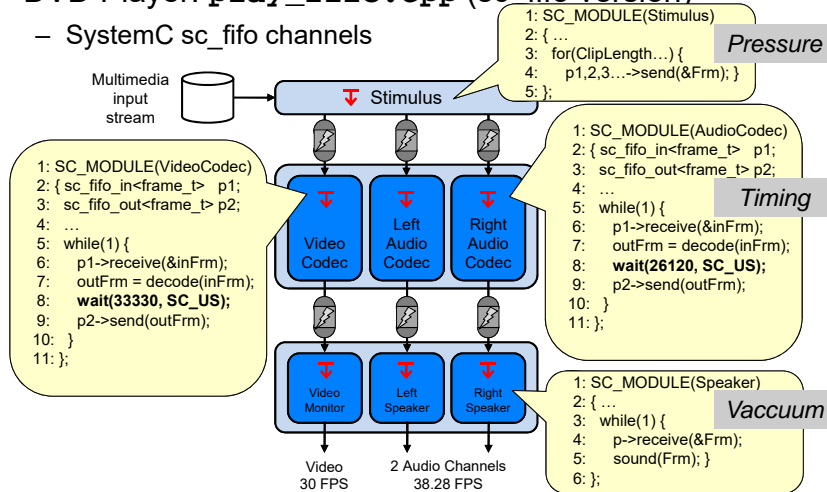 DVD Player
– SystemC sc_fifo channels
1: SC_MODULE(Stimulus)
2: { …
3: for(ClipLength…) {
4: p1,2,3…->send(&Frm); }
5: };
Pressure
Multimedia
input
stream
Stimulus
1: SC_MODULE(VideoCodec)
2: { sc_fifo_in<frame_t> p1;
3: sc_fifo_out<frame_t> p2;
4: …
5: while(1) {
6: p1->receive(&inFrm);
7: outFrm = decode(inFrm);
8: wait(33330, SC_US);
9: p2->send(outFrm);
10: }
11: };
Video
Codec
Left
Audio
Codec
Right
Audio
Codec
1: SC_MODULE(AudioCodec)
2: { sc_fifo_in<frame_t> p1;
3: sc_fifo_out<frame_t> p2;
4: …
5: while(1) {
6: p1->receive(&inFrm);
7: outFrm = decode(inFrm);
8: wait(26120, SC_US);
9: p2->send(outFrm);
10: }
11: };
Timing
Video
Monitor
Left
Speaker
Right
Speaker
1: SC_MODULE(Speaker)
2: { …
3: while(1) {
4: p->receive(&Frm);
5: sound(Frm); }
6: };
Vaccuum
Video
30 FPS
2 Audio Channels
38.28 FPS